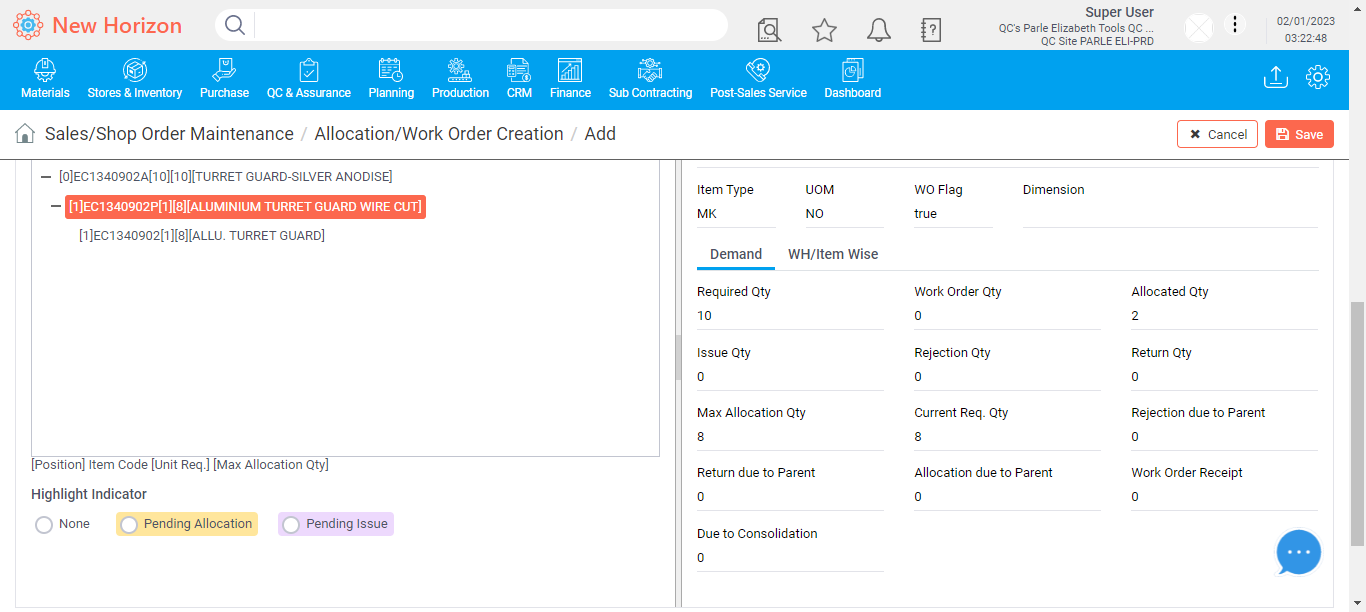 New Horizon
Super User
QC's Parle Elizabeth Tools QC ...
QC Site PARLE ELI-PRD
02/01/2023
03:22:48
Materials
Stores & Inventory
Purchase
QC & Assurance
Planning
Production
CRM
Finance
Sub Contracting
Post-Sales Service
Dashboard
Sales/Shop Order Maintenance / Allocation/Work Order Creation / Add
Cancel
Save
[0]EC1340902A[10][10][TURRET GUARD-SILVER ANODISE]
[1]EC1340902P[1][8][ALUMINIUM TURRET GUARD WIRE CUT]
[1]EC1340902[1][8][ALLU. TURRET GUARD]
[Position] Item Code [Unit Req.] [Max Allocation Qty]
Highlight Indicator
None
Pending Allocation
Pending Issue
Item Type
UOM
WO Flag
Dimension
MK
NO
true
Demand
WH/Item Wise
Required Qty
Work Order Qty
Allocated Qty
10
0
2
Issue Qty
Rejection Qty
Return Qty
0
0
0
Max Allocation Qty
Current Req. Qty
Rejection due to Parent
8
8
0
Return due to Parent
Allocation due to Parent
Work Order Receipt
0
0
0
Due to Consolidation
0